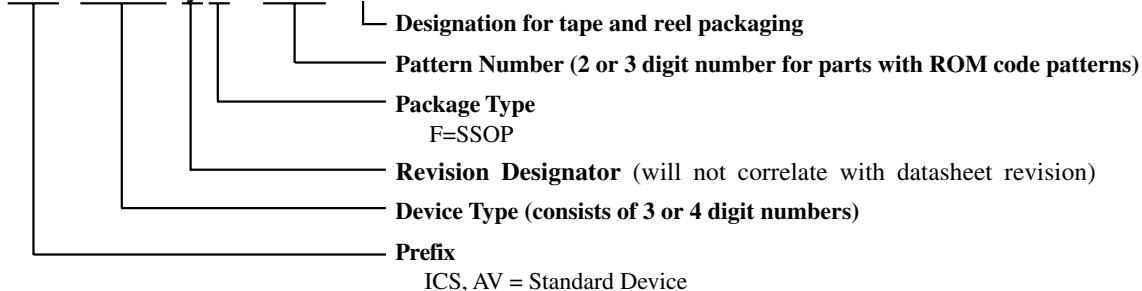 Designation for tape and reel packaging
Pattern Number (2 or 3 digit number for parts with ROM code patterns)
Package Type
F=SSOP
Revision Designator (will not correlate with datasheet revision)
Device Type (consists of 3 or 4 digit numbers)
Prefix
ICS, AV = Standard Device